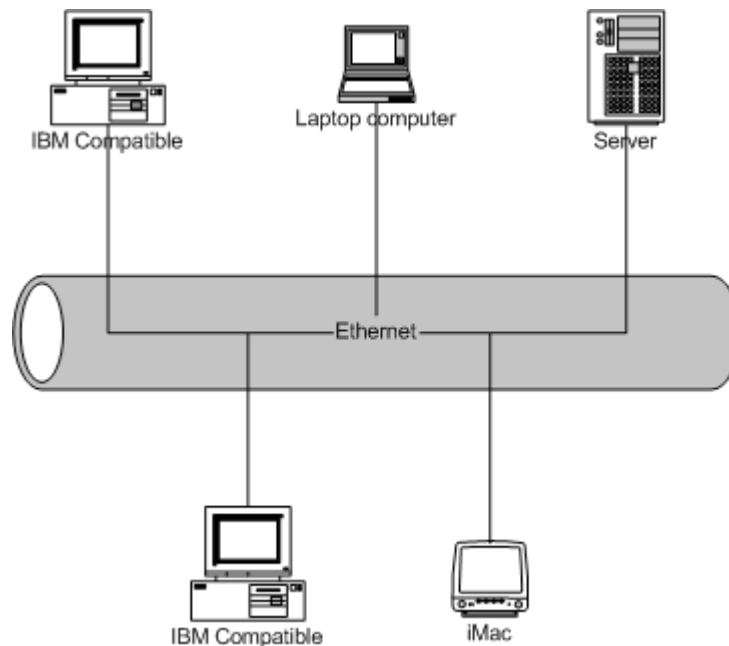 IBM Compatible
Laptop computer
Server
Ethernet
IBM Compatible
iMac